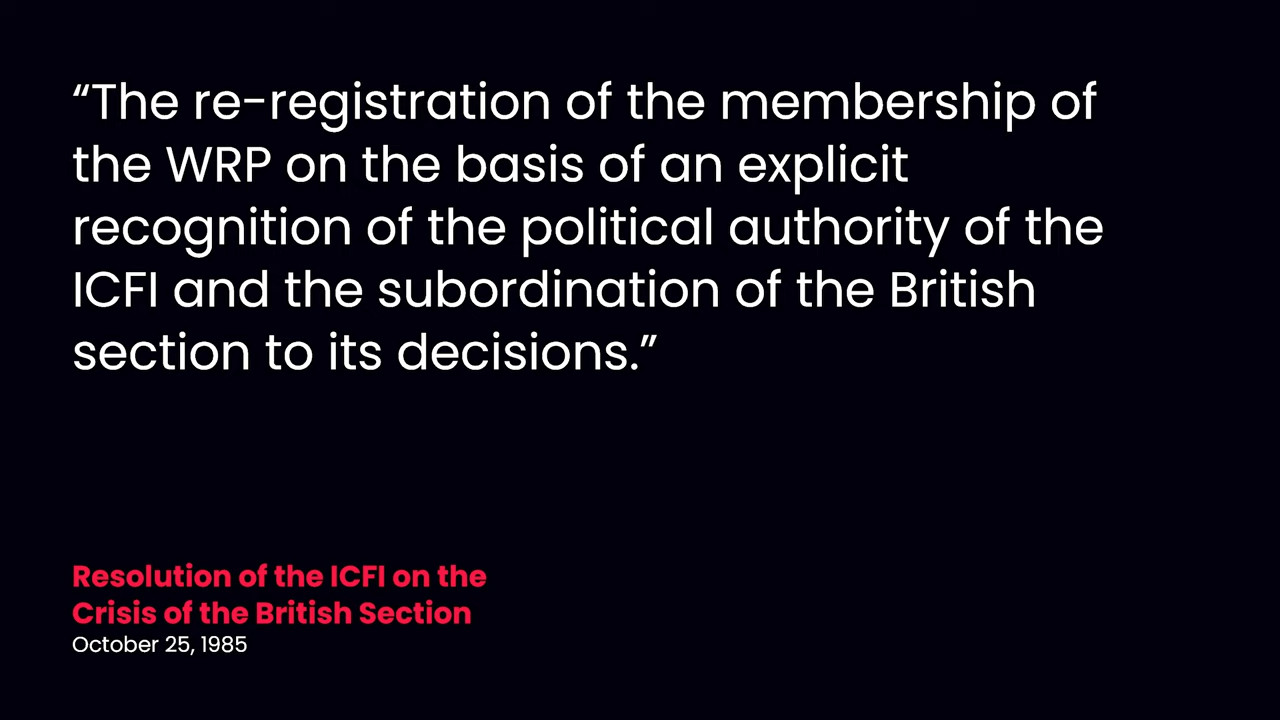 “The re-registration of the membership of
the WRP on the basis of an explicit
recognition of the political authority of the
ICFI and the subordination of the British
section to its decisions.”
Resolution of the ICFI on the
Crisis of the British Section
October 25, 1985